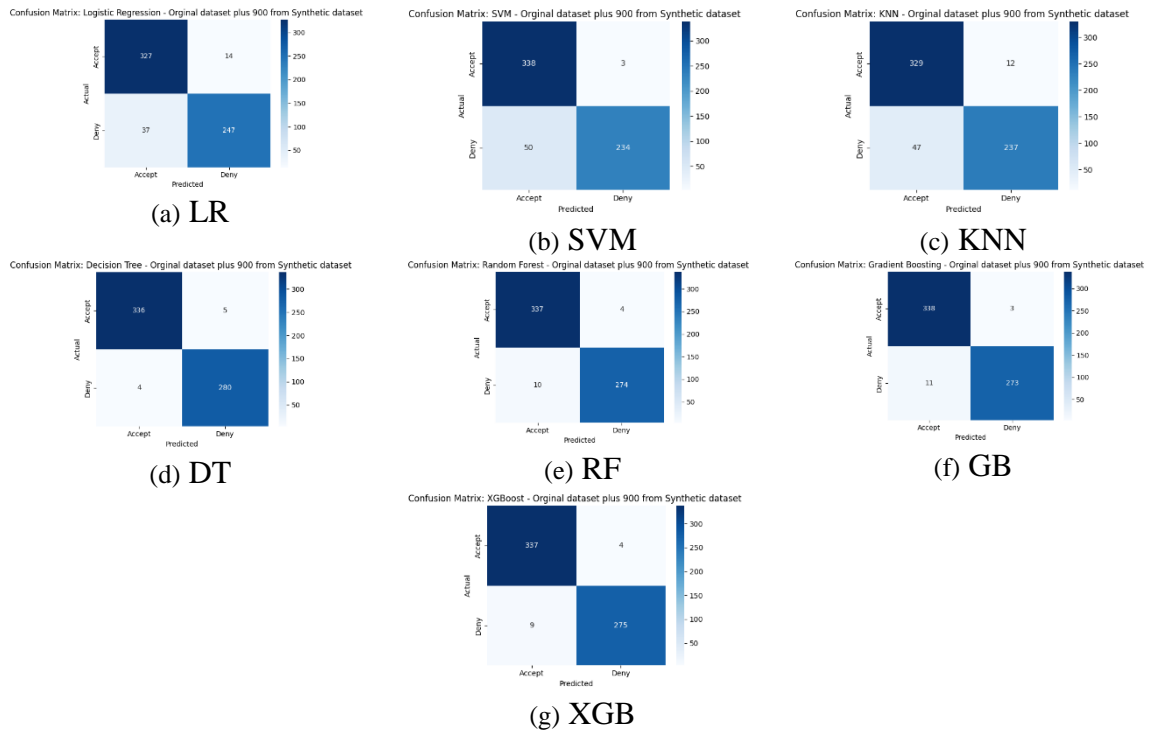 Confusion Matrix: Logistic Regression - Orginal dataset plus 900 from Synthetic dataset
Accept
327
14
300
250
Actual
200
150
Deny
37
247
100
50
Accept
Deny
Predicted
(a) LR
Confusion Matrix: SVM - Orginal dataset plus 900 from Synthetic dataset
Accept
338
3
300
250
Actual
200
150
Deny
50
234
100
50
Accept
Deny
Predicted
(b) SVM
Confusion Matrix: KNN - Orginal dataset plus 900 from Synthetic dataset
Accept
329
12
300
250
Actual
200
150
Deny
47
237
100
50
Accept
Deny
Predicted
(c) KNN
Confusion Matrix: Decision Tree - Orginal dataset plus 900 from Synthetic dataset
Accept
336
5
300
250
Actual
200
150
Deny
4
280
100
50
Accept
Deny
Predicted
(d) DT
Confusion Matrix: Random Forest - Orginal dataset plus 900 from Synthetic dataset
Accept
337
4
300
250
Actual
200
150
Deny
10
274
100
50
Accept
Deny
Predicted
(e) RF
Confusion Matrix: Gradient Boosting - Orginal dataset plus 900 from Synthetic dataset
Accept
338
3
300
250
Actual
200
150
Deny
11
273
100
50
Accept
Deny
Predicted
(f) GB
Confusion Matrix: XGBoost - Orginal dataset plus 900 from Synthetic dataset
Accept
337
4
300
250
Actual
200
150
Deny
9
275
100
50
Accept
Deny
Predicted
(g) XGB